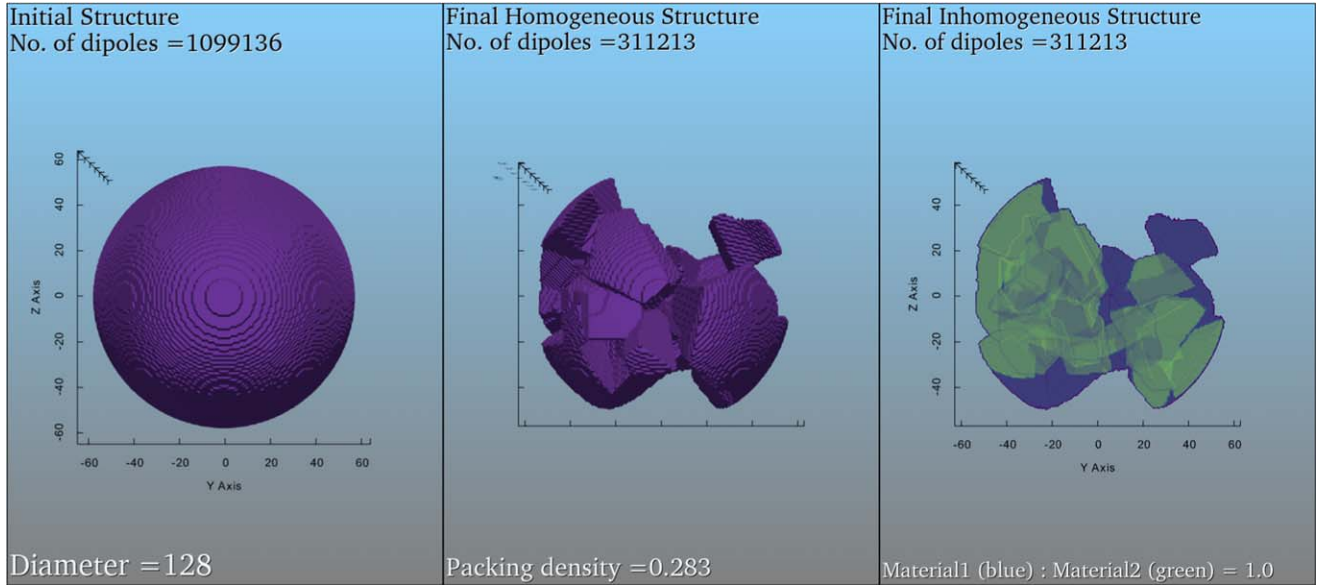 Initial Structure
No. of dipoles =1099136
60
40
20
0
-20
-40
-60
Z Axis
-60 -40 -20 0 20 40 60
Y Axis
Diameter =128
Final Homogeneous Structure
No. of dipoles =311213
Packing density =0.283
Final Inhomogeneous Structure
No. of dipoles =311213
40
20
0
-20
-40
Z Axis
-60 -40 -20 0 20 40 60
Y Axis
Material1 (blue) : Material2 (green) = 1.0